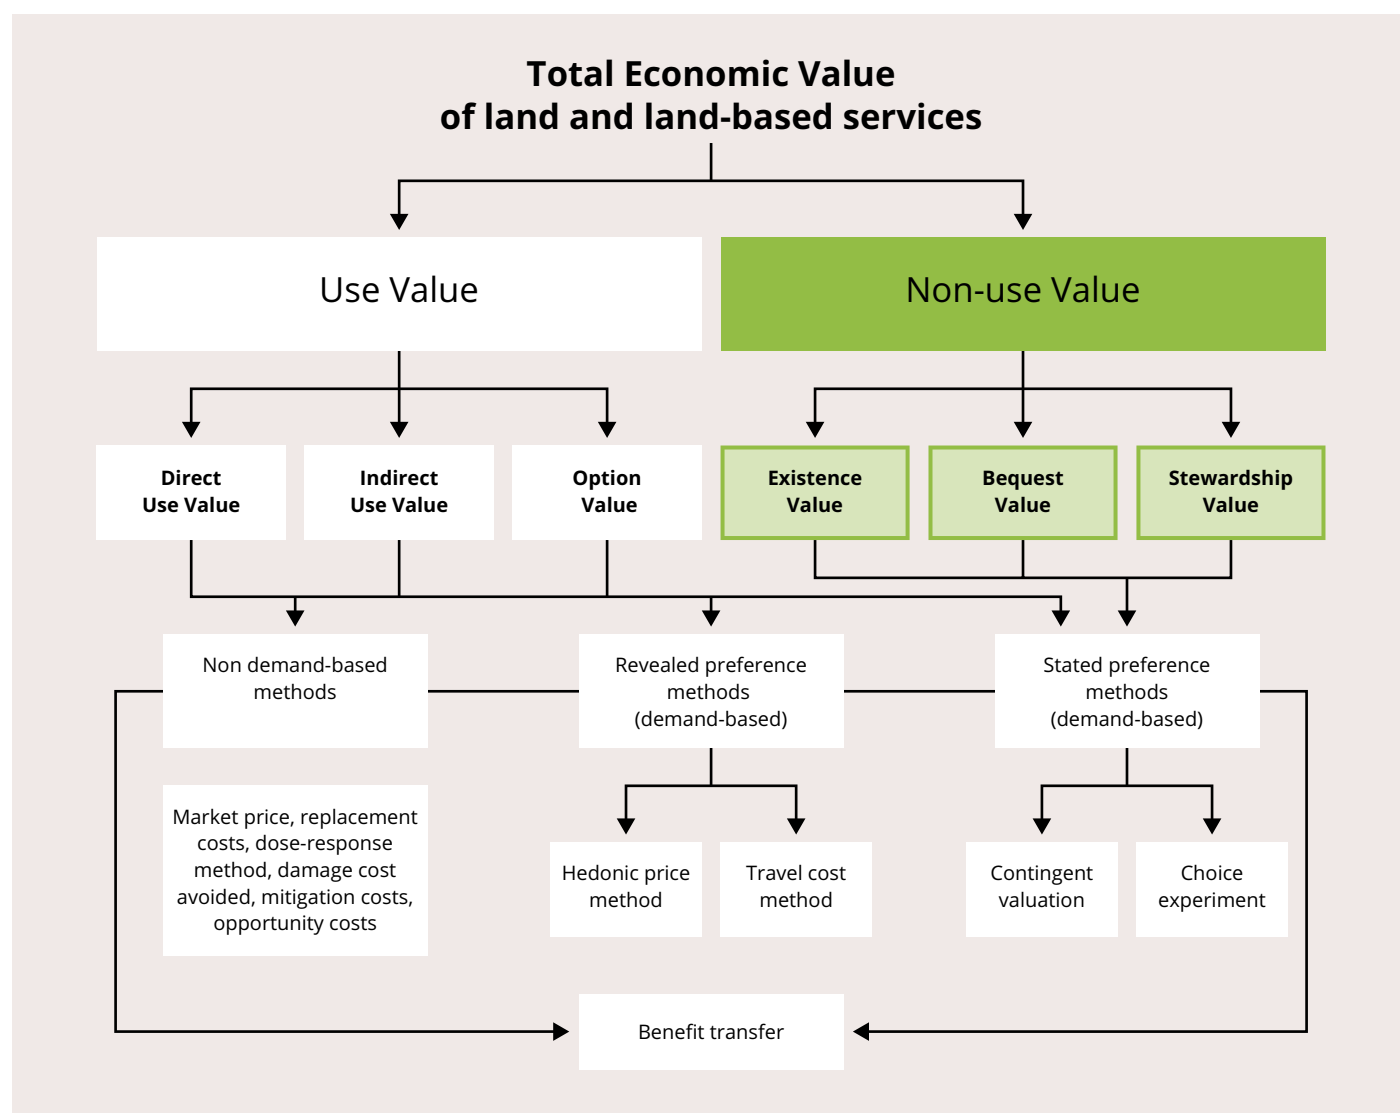 Total Economic Value
of land and land-based services
Use Value
Non-use Value
Direct
Use Value
Indirect
Use Value
Option
Value
Existence
Value
Bequest
Value
Stewardship
Value
Non demand-based
methods
Revealed preference
methods
(demand-based)
Stated preference
methods
(demand-based)
Market price, replacement
costs, dose-response
method, damage cost
avoided, mitigation costs,
opportunity costs
Hedonic price
method
Travel cost
method
Contingent
valuation
Choice
experiment
Benefit transfer